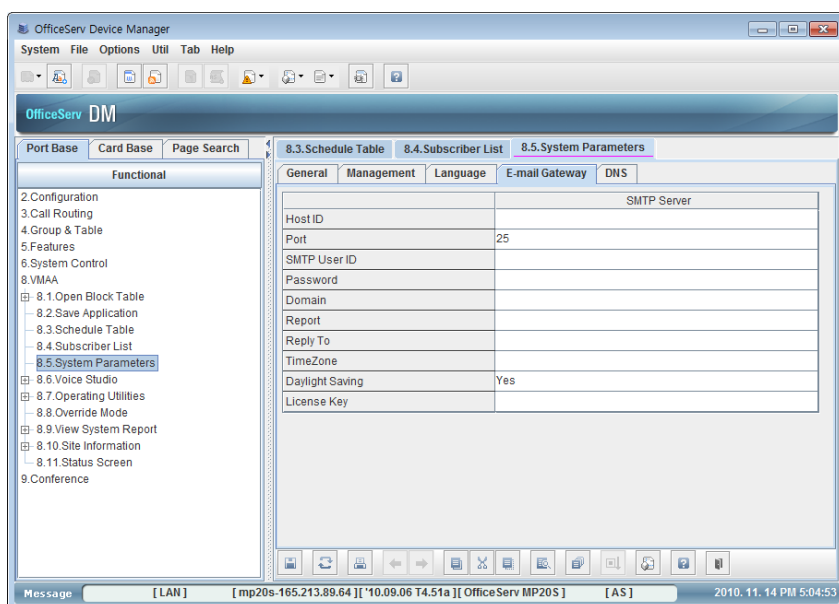 OfficeServ Device Manager
System File Options Util Tab Help
OfficeServ DM
Port Base Card Base Page Search
Functional
2.Configuration
3.Call Routing
4.Group & Table
5.Features
6.System Control
8.VMAA
8.1.Open Block Table
8.2.Save Application
8.3.Schedule Table
8.4.Subscriber List
8.5.System Parameters
8.6.Voice Studio
8.7.Operating Utilities
8.8.Override Mode
8.9.View System Report
8.10.Site Information
8.11.Status Screen
9.Conference
8.3.Schedule Table 8.4.Subscriber List 8.5.System Parameters
General Management Language E-mail Gateway DNS
SMTP Server
Host ID
Port 25
SMTP User ID
Password
Domain
Report
Reply To
TimeZone
Daylight Saving Yes
License Key
Message [ LAN ] [ mp20s-165.213.89.64 ][ '10.09.06 T4.51a ][ OfficeServ MP20S ] [ AS ] 2010. 11. 14 PM 5:04:53